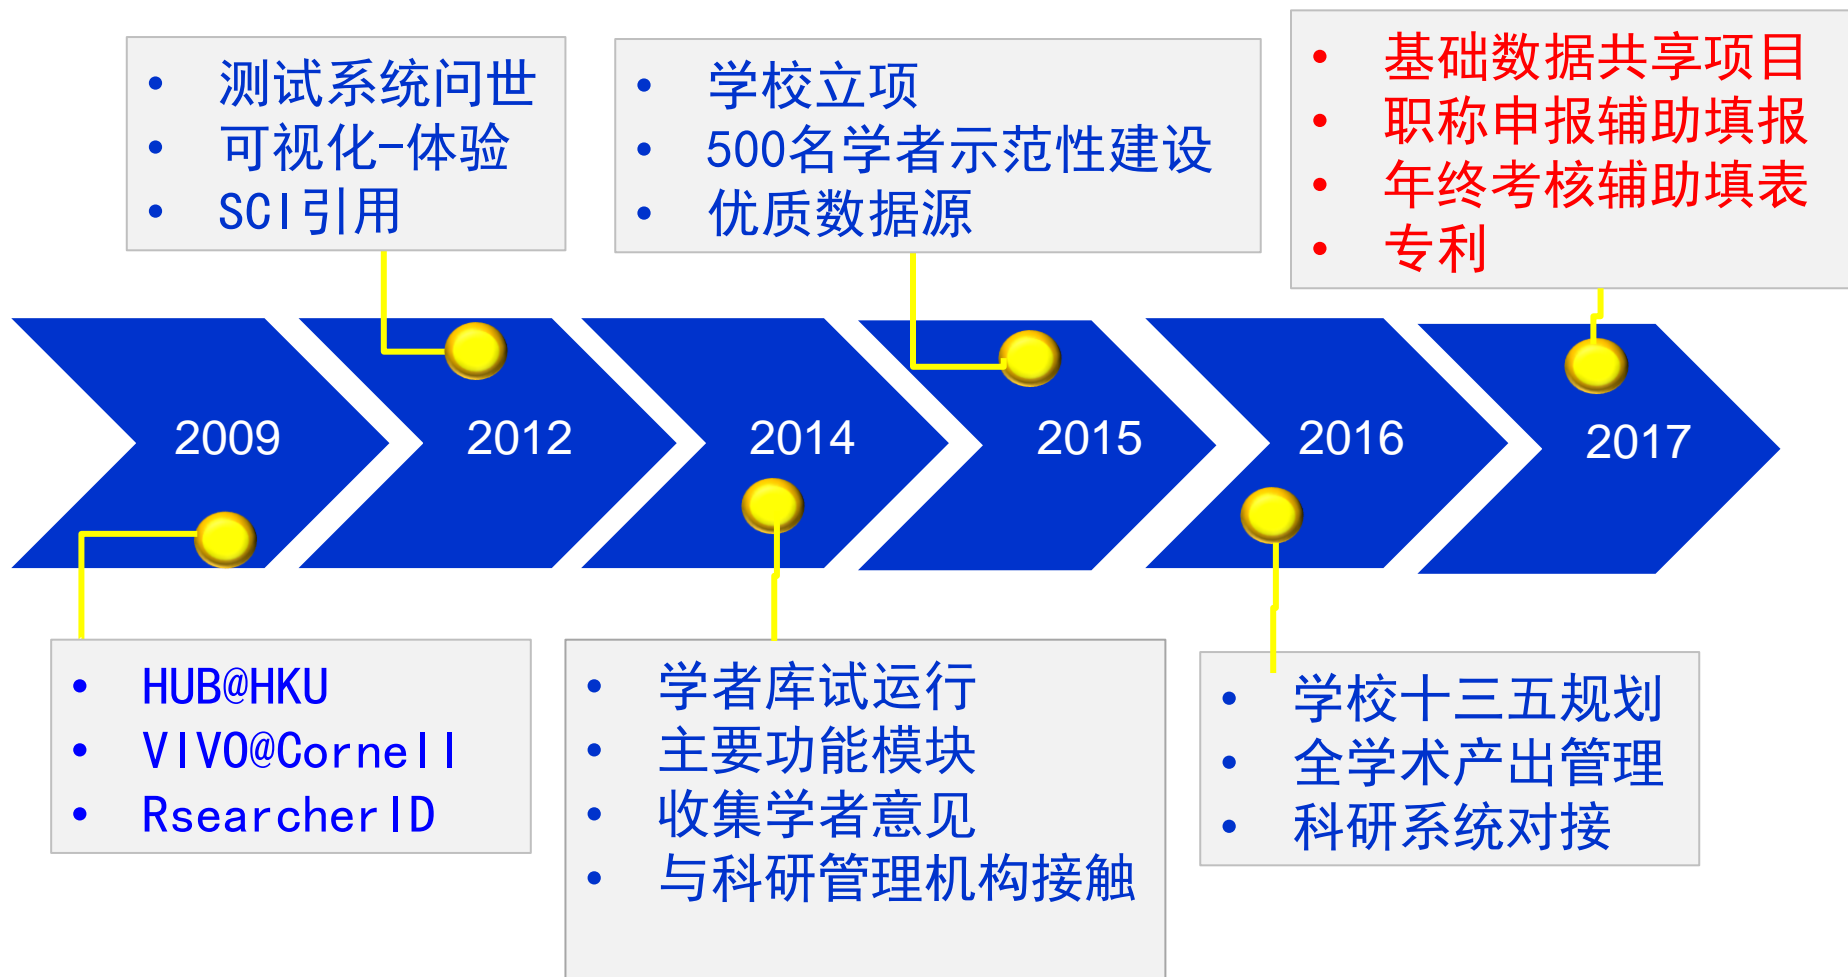 • 测试系统问世
• 可视化-体验
• SCI引用
• 学校立项
• 500名学者示范性建设
• 优质数据源
• 基础数据共享项目
• 职称申报辅助填报
• 年终考核辅助填表
• 专利
2009
2012
2014
2015
2016
2017
• HUB@HKU
• VIVO@Cornell
• RsearcherID
• 学者库试运行
• 主要功能模块
• 收集学者意见
• 与科研管理机构接触
• 学校十三五规划
• 全学术产出管理
• 科研系统对接